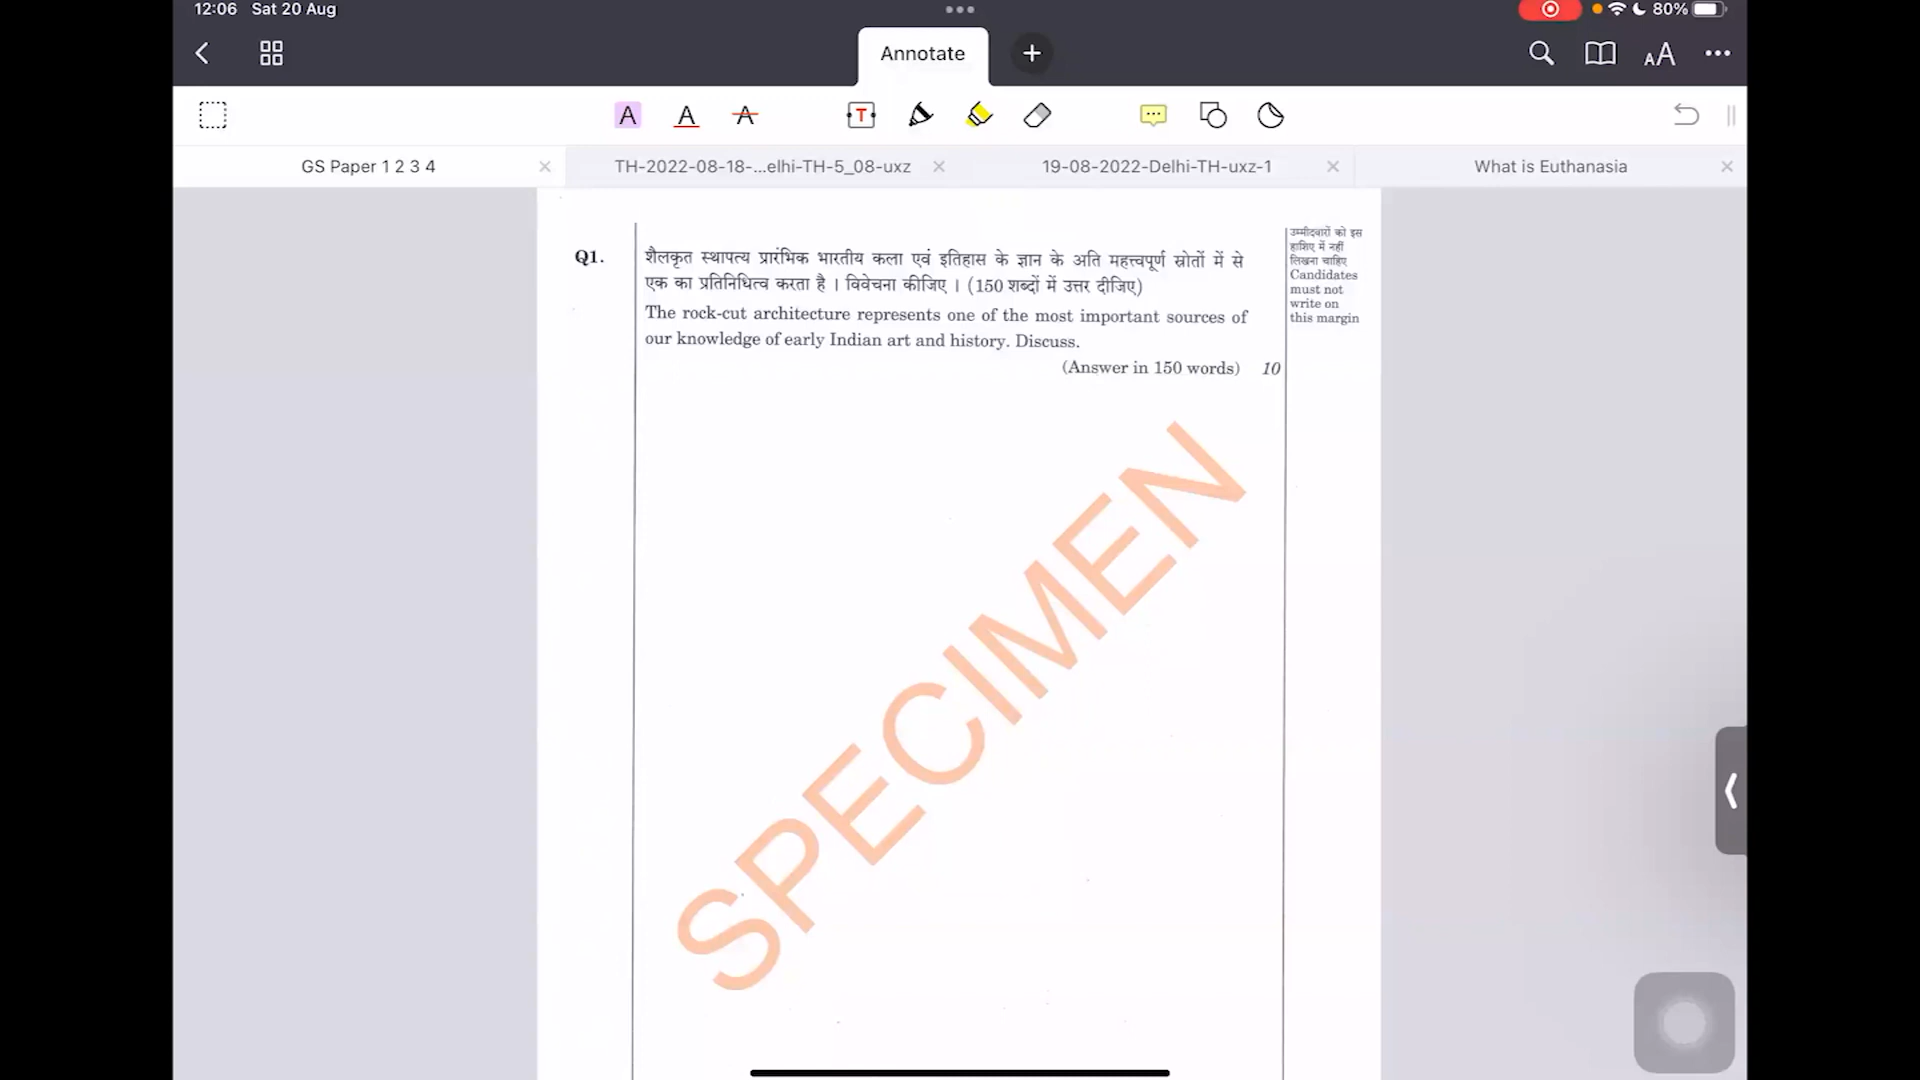 12:06 Sat 20 Aug
80%
Annotate
AA
A A A T
GS Paper 1 2 3 4
TH-2022-08-18-...elhi-TH-5_08-uxz
19-08-2022-Delhi-TH-uxz-1
What is Euthanasia
Q1.
शैलकृत स्थापत्य प्रारंभिक भारतीय कला एवं इतिहास के ज्ञान के अति महत्त्वपूर्ण स्रोतों में से
एक का प्रतिनिधित्व करता है । विवेचना कीजिए । (150 शब्दों में उत्तर दीजिए)
The rock-cut architecture represents one of the most important sources of
our knowledge of early Indian art and history. Discuss.
(Answer in 150 words) 10
उम्मीदवारों को इस
हाशिए में नहीं
लिखना चाहिए
Candidates
must not
write on
this margin
SPECIMEN